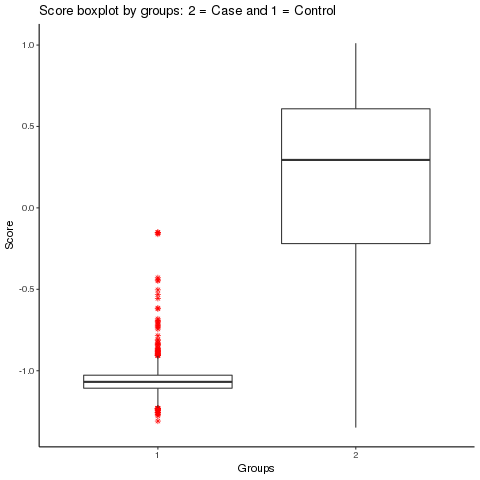 Score boxplot by groups: 2 = Case and 1 = Control
1.0
0.5
0.0
-0.5
-1.0
Score
1 2
Groups